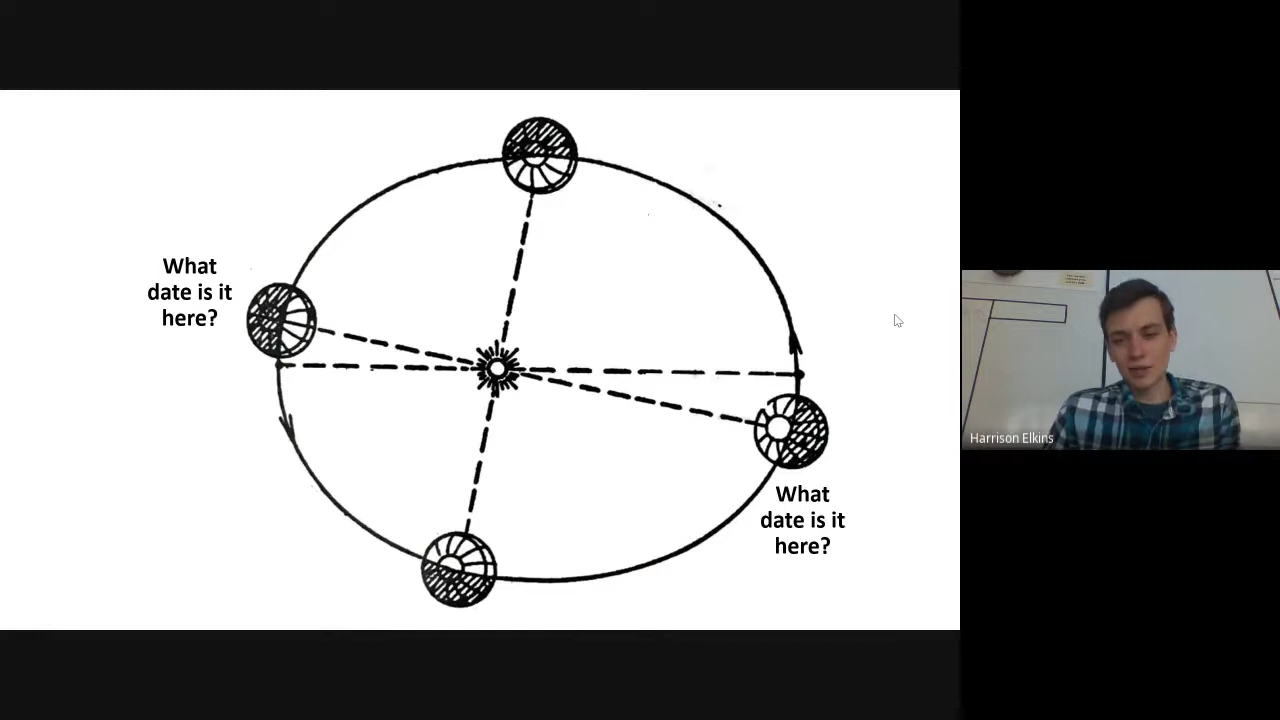 What
date is it
here?
What
date is it
here?
Harrison Elkins